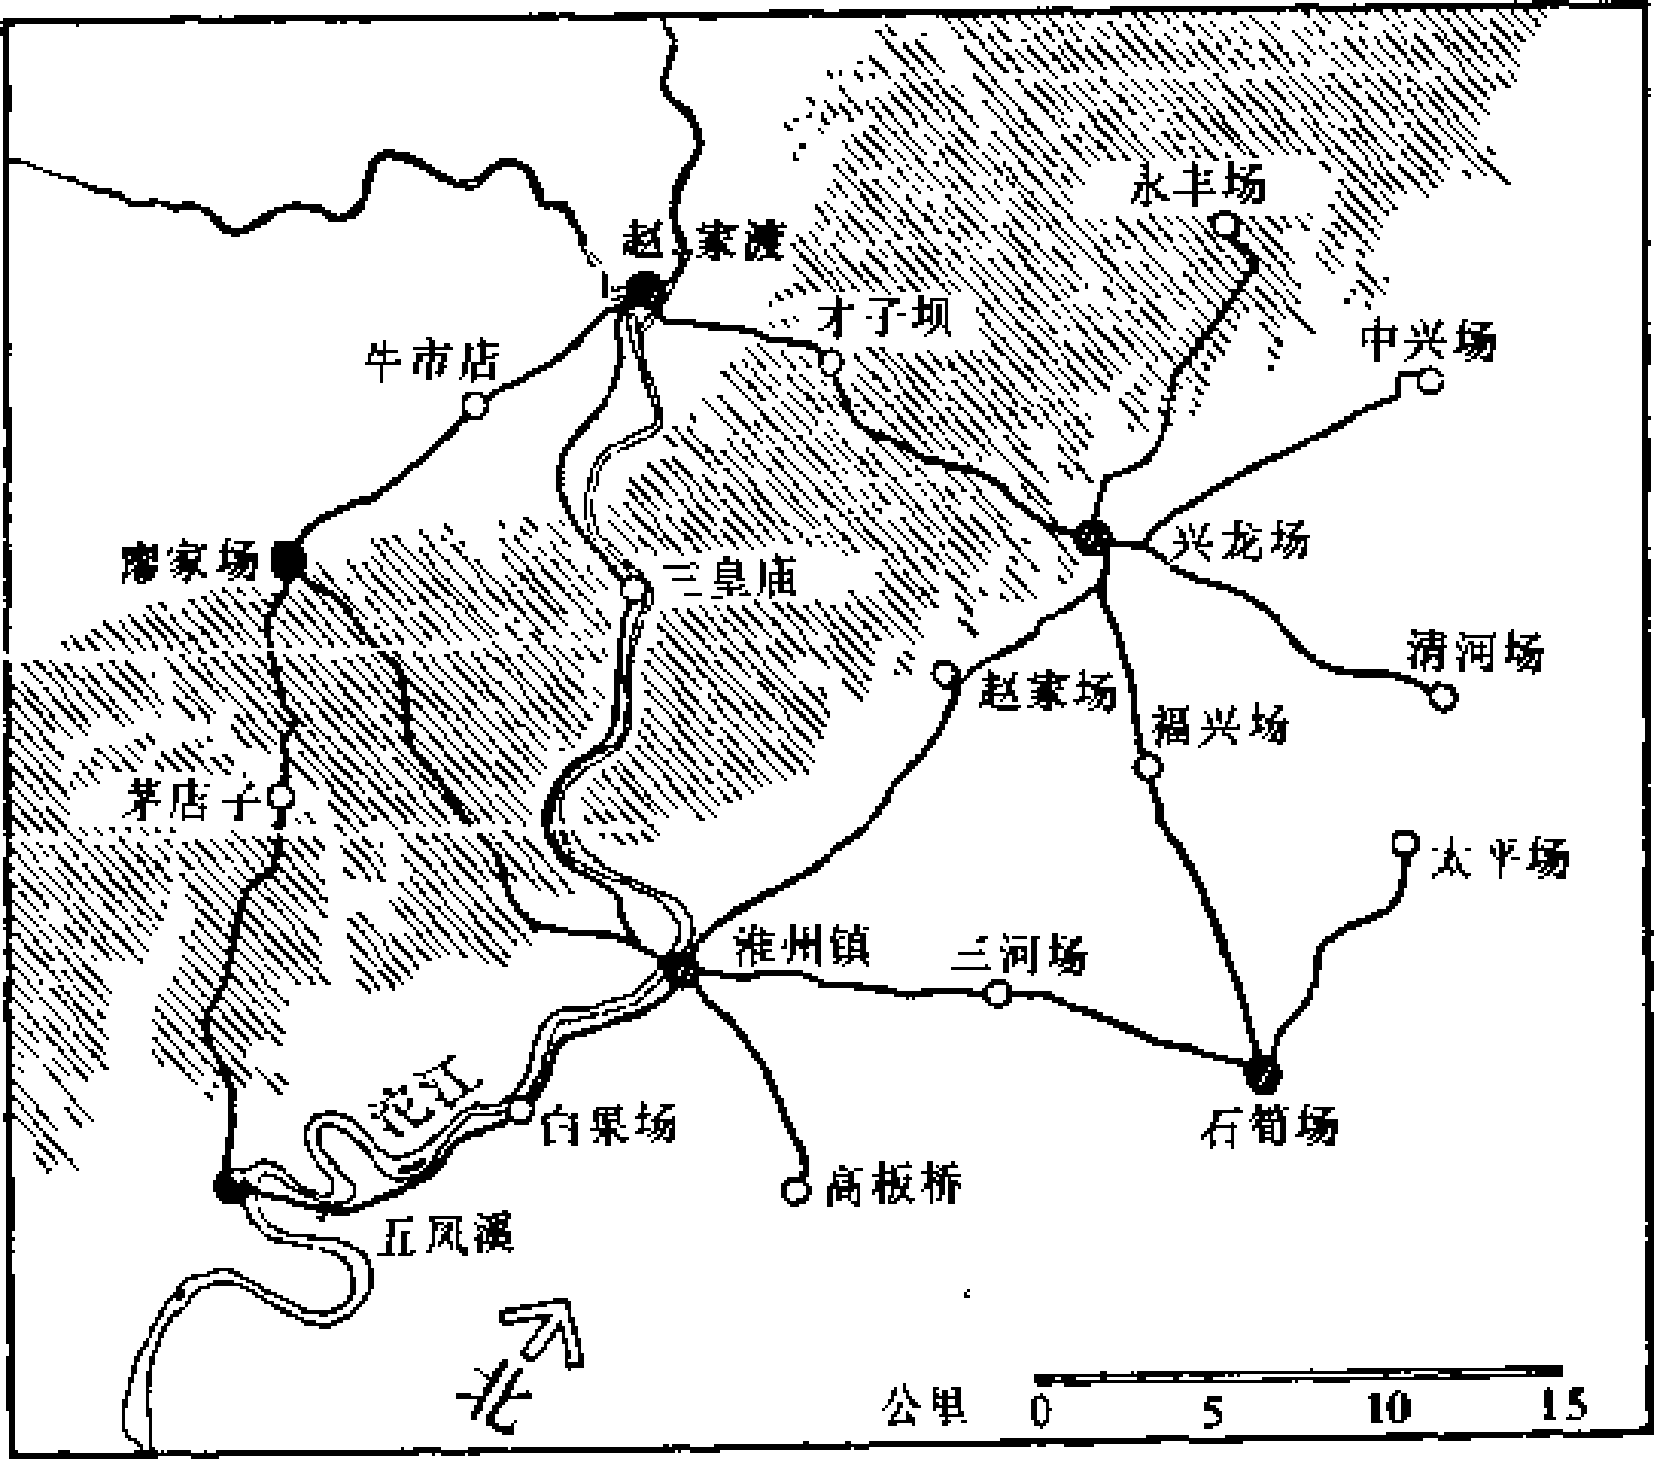 永丰场
赵家渡
才子坝
中兴场
牛市店
兴龙场
廖家场
三皇庙
清河场
赵家场
福兴场
茅店子
太平场
淮州镇
三河场
沱江
白果场
石筍场
高板桥
五凤溪
北
公里 0 5 10 15